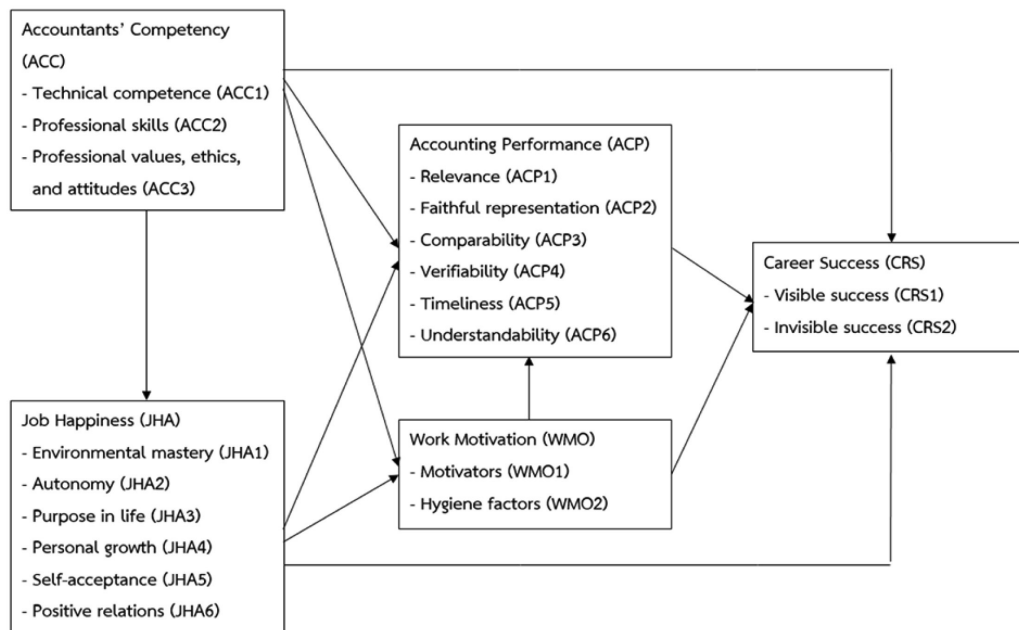 Accountants’ Competency
(ACC)
- Technical competence (ACC1)
- Professional skills (ACC2)
- Professional values, ethics,
and attitudes (ACC3)
Accounting Performance (ACP)
- Relevance (ACP1)
- Faithful representation (ACP2)
- Comparability (ACP3)
- Verifiability (ACP4)
- Timeliness (ACP5)
- Understandability (ACP6)
Career Success (CRS)
- Visible success (CRS1)
- Invisible success (CRS2)
Job Happiness (JHA)
- Environmental mastery (JHA1)
- Autonomy (JHA2)
- Purpose in life (JHA3)
- Personal growth (JHA4)
- Self-acceptance (JHA5)
- Positive relations (JHA6)
Work Motivation (WMO)
- Motivators (WMO1)
- Hygiene factors (WMO2)